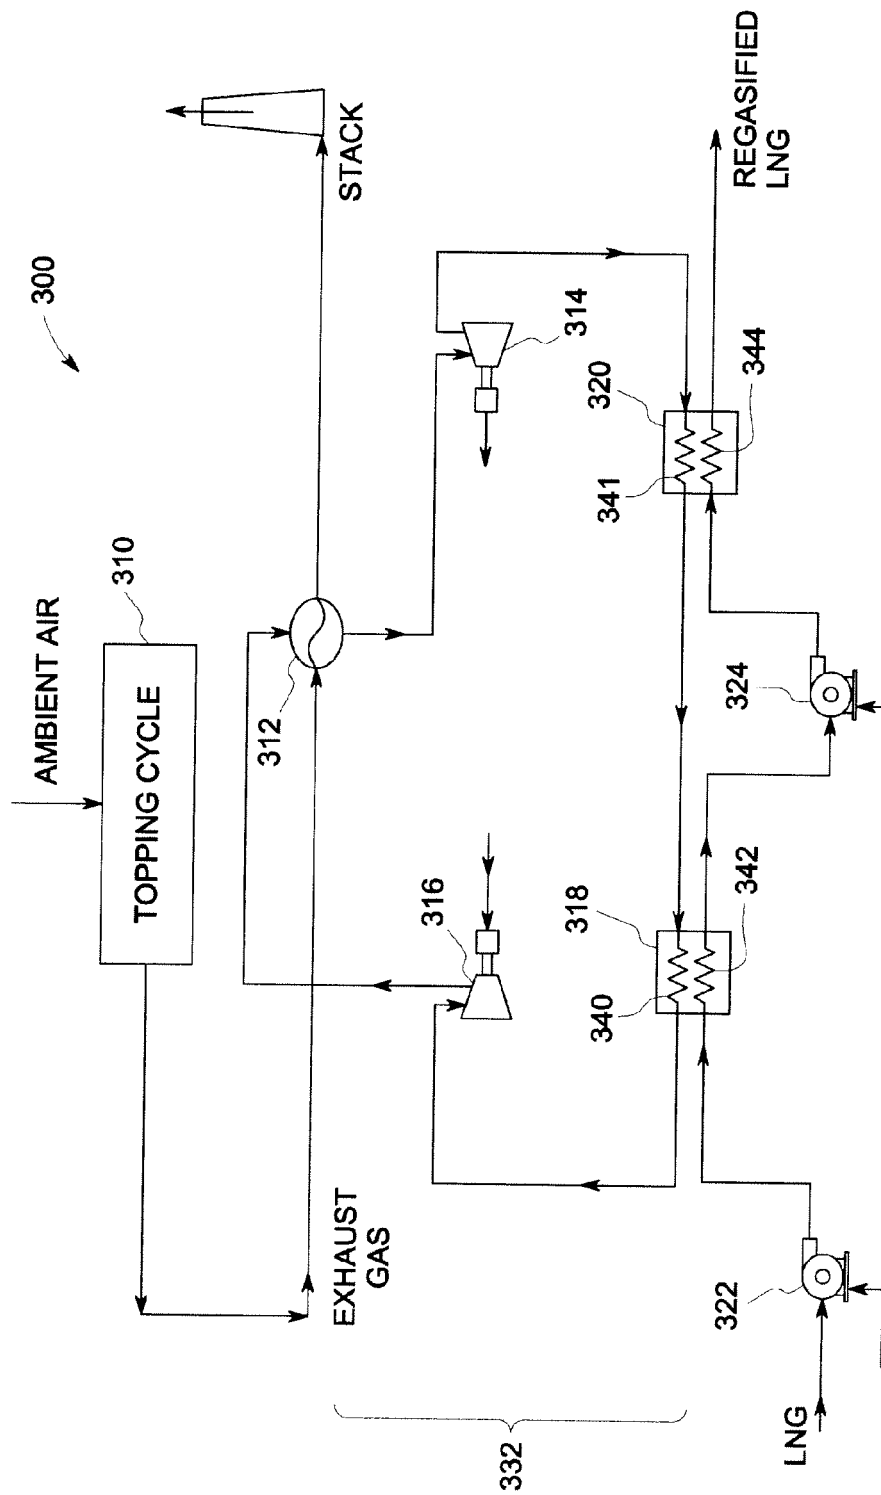 300
AMBIENT AIR
310
TOPPING CYCLE
312
STACK
EXHAUST
GAS
316
314
332
318
340
342
320
341
344
REGASIFIED
LNG
322
324
LNG